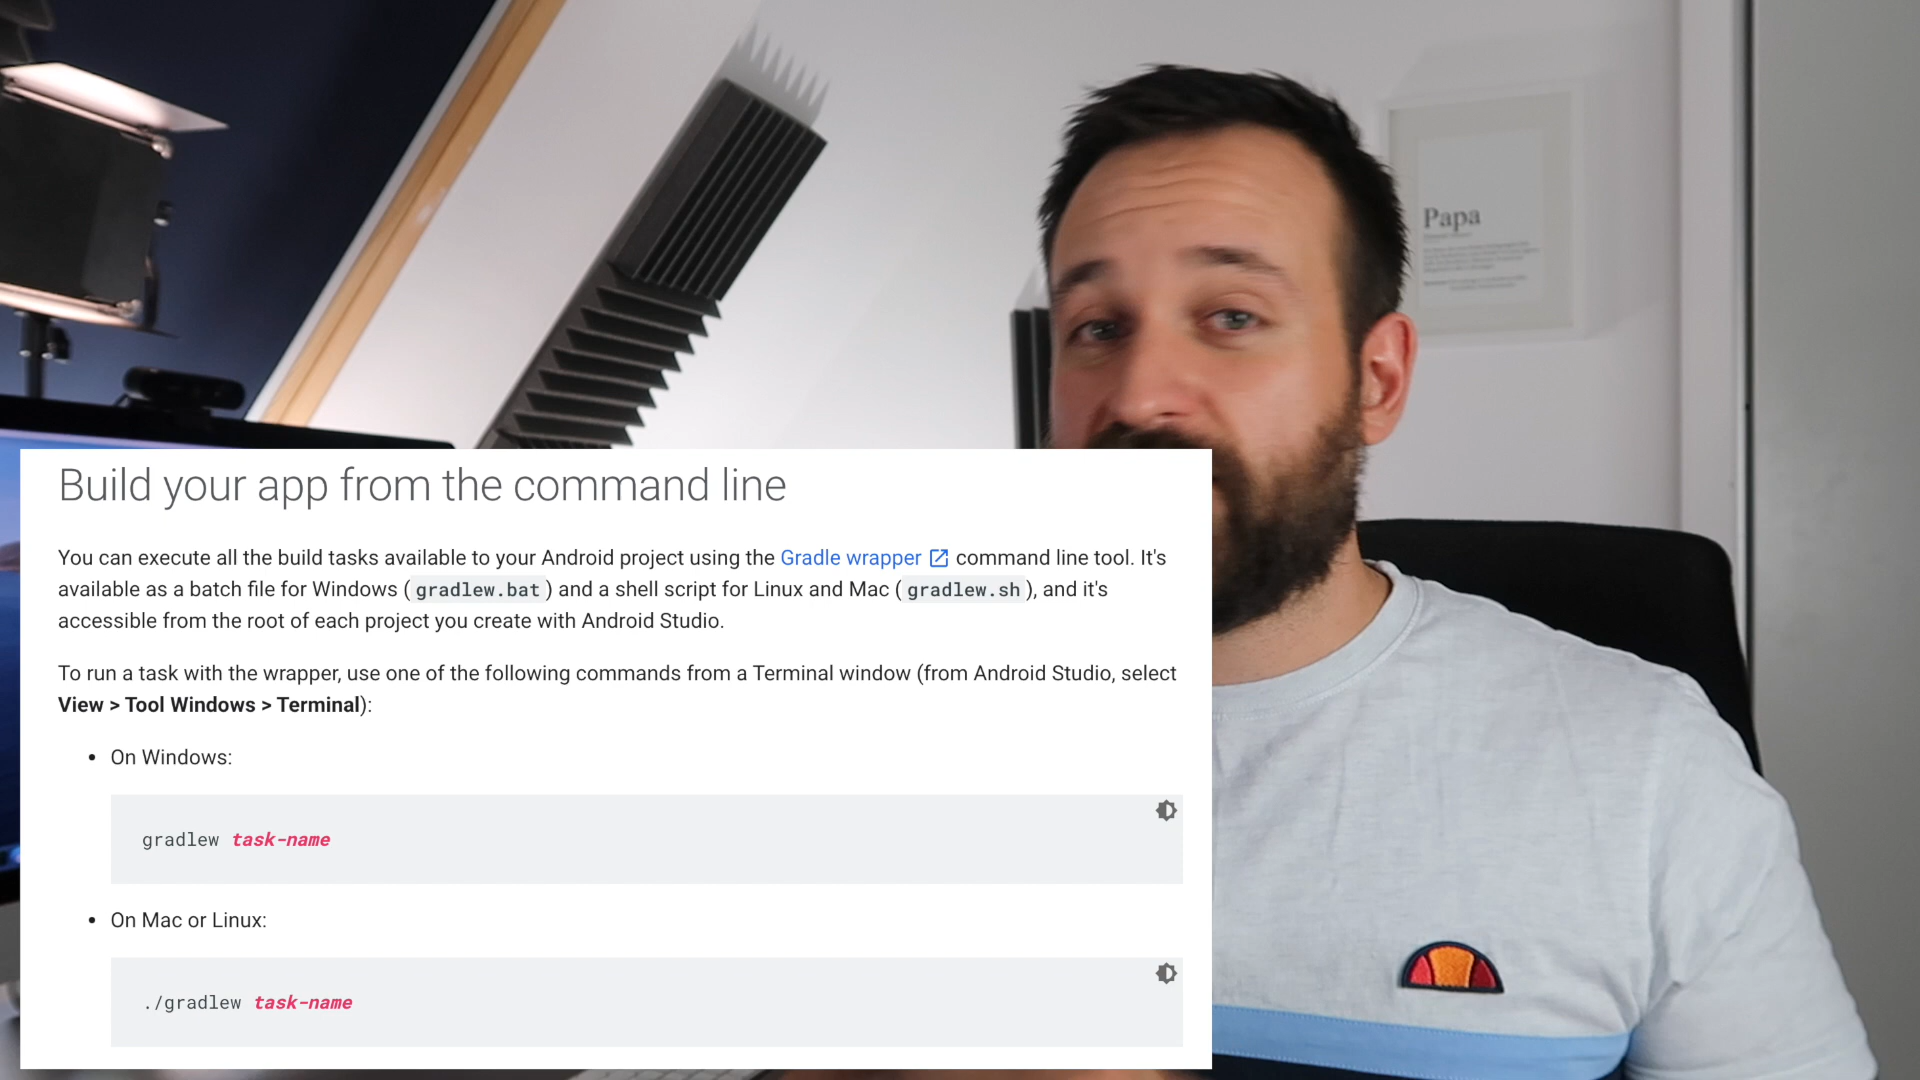 Papa
Build your app from the command line
You can execute all the build tasks available to your Android project using the Gradle wrapper command line tool. It's
available as a batch file for Windows (gradlew.bat) and a shell script for Linux and Mac (gradlew.sh), and it's
accessible from the root of each project you create with Android Studio.
To run a task with the wrapper, use one of the following commands from a Terminal window (from Android Studio, select
View > Tool Windows > Terminal):
• On Windows:
gradlew task-name
• On Mac or Linux:
./gradlew task-name